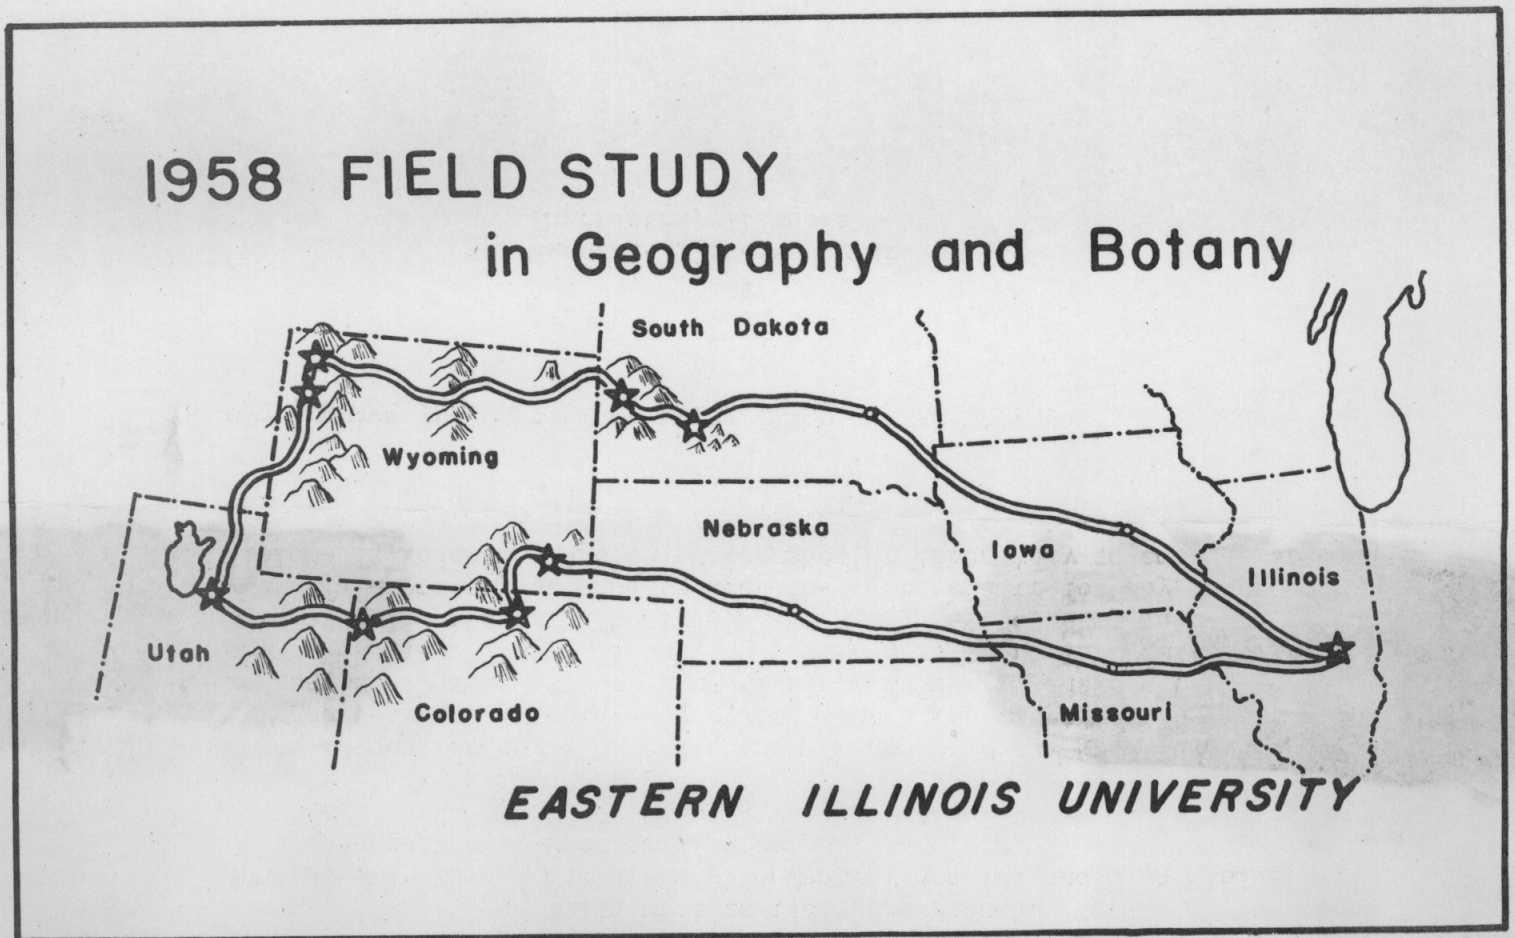 1958 FIELD STUDY
in Geography and Botany
South Dakota
Wyoming
Nebraska
Iowa
Illinois
Utah
Colorado
Missouri
EASTERN ILLINOIS UNIVERSITY